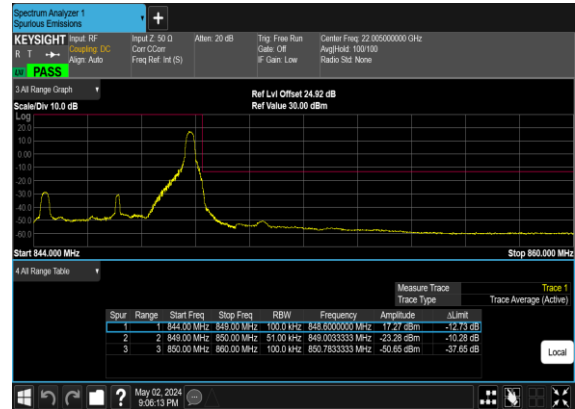 Spectrum Analyzer 1
Spurious Emissions
KEYSIGHT Input: RF Input Z: 50 Ω Atten: 20 dB Trig: Free Run Center Freq: 22.005000000 GHz
R T Coupling: DC Corr CCorr Gate: Off Avg|Hold: 100/100
Align: Auto Freq Ref: Int (S) IF Gain: Low Radio Std: None
PASS
3 All Range Graph
Ref Lvl Offset 24.92 dB
Scale/Div 10.0 dB Ref Value 30.00 dBm
Log
20.0
10.0
0.00
-10.0
-20.0
-30.0
-40.0
-50.0
-60.0
Start 844.000 MHz Stop 860.000 MHz
4 All Range Table
Measure Trace Trace 1
Trace Type Trace Average (Active)
Spur Range Start Freq Stop Freq RBW Frequency Amplitude ΔLimit
1 1 844.00 MHz 849.00 MHz 100.0 kHz 848.6000000 MHz 17.27 dBm -12.73 dB
2 2 849.00 MHz 850.00 MHz 51.00 kHz 849.0033333 MHz -23.28 dBm -10.28 dB
3 3 850.00 MHz 860.00 MHz 100.0 kHz 850.7833333 MHz -50.65 dBm -37.65 dB
Local
May 02, 2024
9:06:13 PM